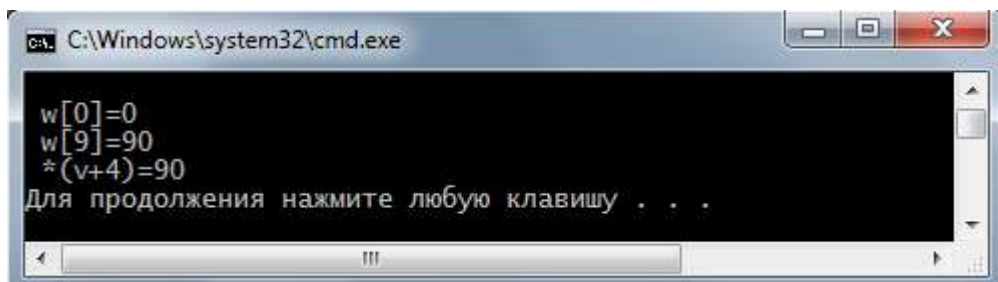 C:\Windows\system32\cmd.exe
w[0]=0
w[9]=90
*(v+4)=90
Для продолжения нажмите любую клавишу . . .